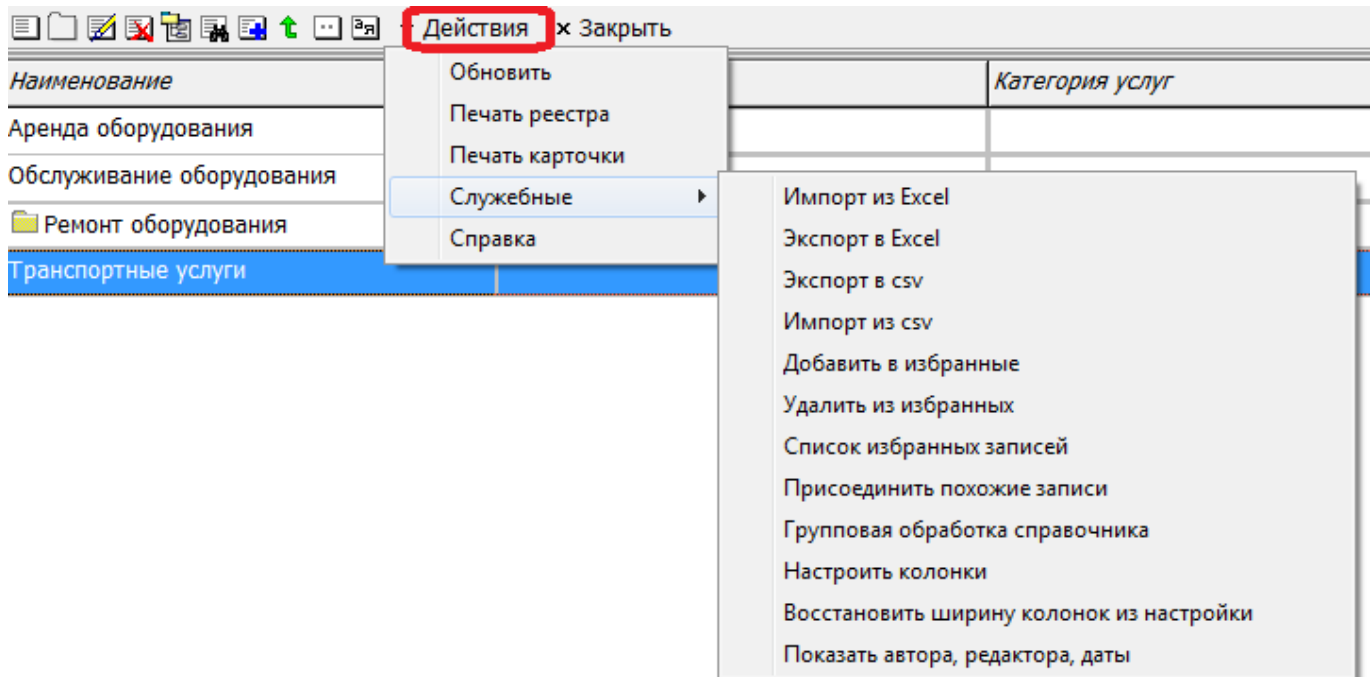 Действия x Закрыть
Наименование Категория услуг
Аренда оборудования
Обслуживание оборудования
Ремонт оборудования
Транспортные услуги
Обновить
Печать реестра
Печать карточки
Служебные
Справка
Импорт из Excel
Экспорт в Excel
Экспорт в csv
Импорт из csv
Добавить в избранные
Удалить из избранных
Список избранных записей
Присоединить похожие записи
Групповая обработка справочника
Настроить колонки
Восстановить ширину колонок из настройки
Показать автора, редактора, даты